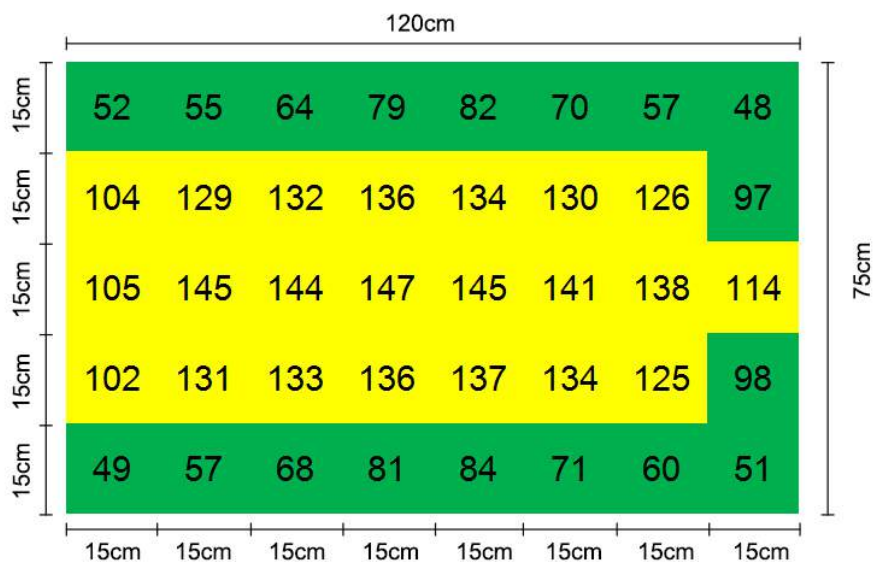 120cm
15cm 52 55 64 79 82 70 57 48
15cm 104 129 132 136 134 130 126 97
15cm 105 145 144 147 145 141 138 114 75cm
15cm 102 131 133 136 137 134 125 98
15cm 49 57 68 81 84 71 60 51
15cm 15cm 15cm 15cm 15cm 15cm 15cm 15cm